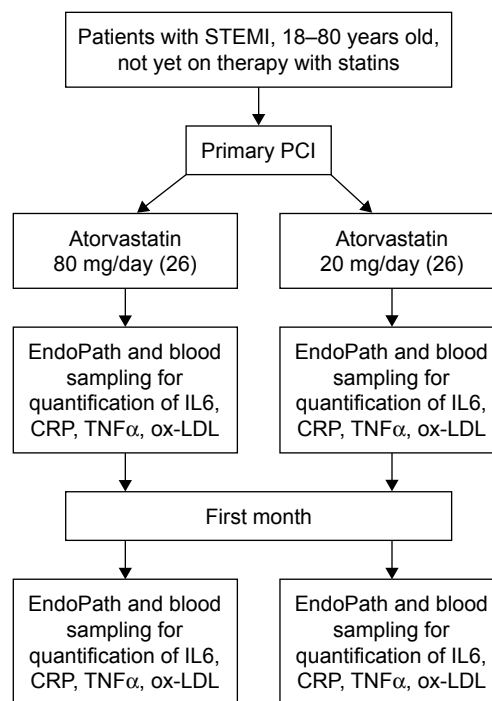 Patients with STEMI, 18–80 years old,
not yet on therapy with statins
Primary PCI
Atorvastatin
80 mg/day (26)
Atorvastatin
20 mg/day (26)
EndoPath and blood
sampling for
quantification of IL6,
CRP, TNFα, ox-LDL
EndoPath and blood
sampling for
quantification of IL6,
CRP, TNFα, ox-LDL
First month
EndoPath and blood
sampling for
quantification of IL6,
CRP, TNFα, ox-LDL
EndoPath and blood
sampling for
quantification of IL6,
CRP, TNFα, ox-LDL